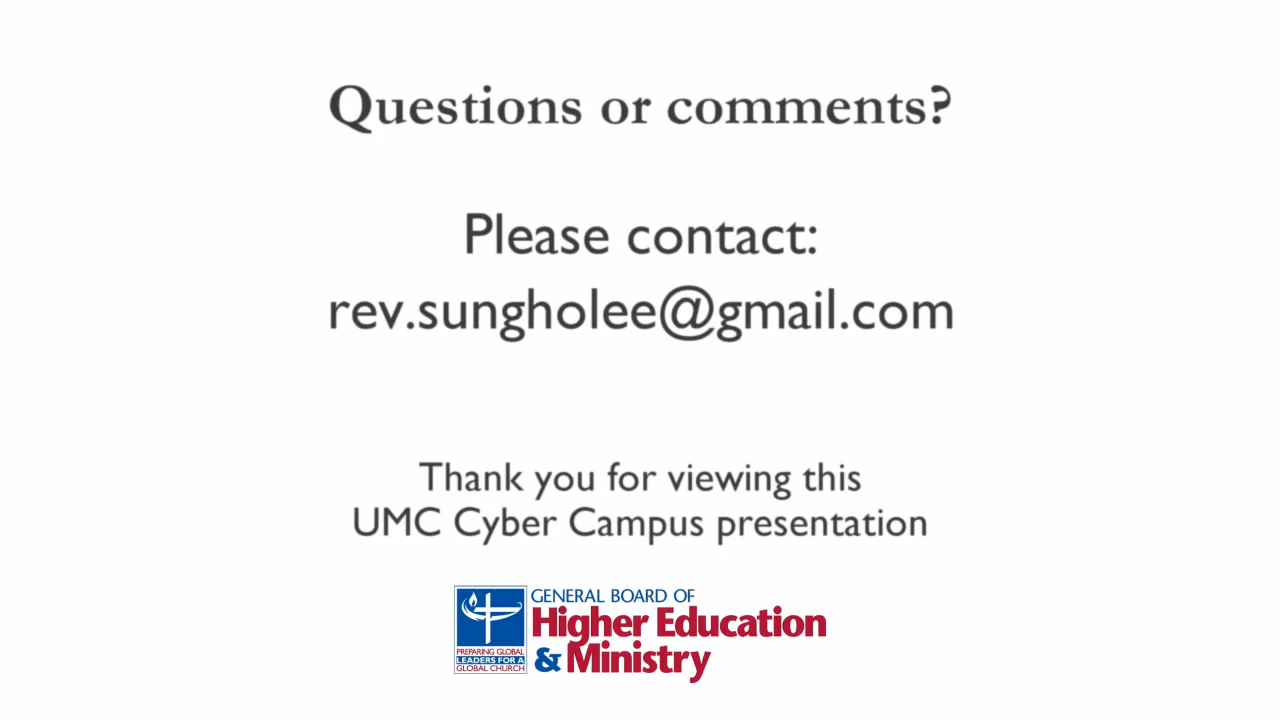 Questions or comments?
Please contact:
rev.sungholee@gmail.com
Thank you for viewing this
UMC Cyber Campus presentation
GENERAL BOARD OF
Higher Education
& Ministry
PREPARING GLOBAL
LEADERS FOR A
GLOBAL CHURCH